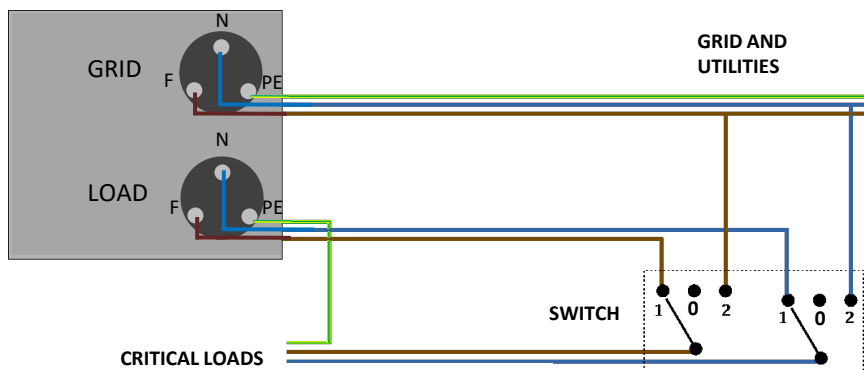 N
GRID
F
PE
GRID AND
UTILITIES
N
LOAD
F
PE
SWITCH
1
0
2
1
0
2
CRITICAL LOADS